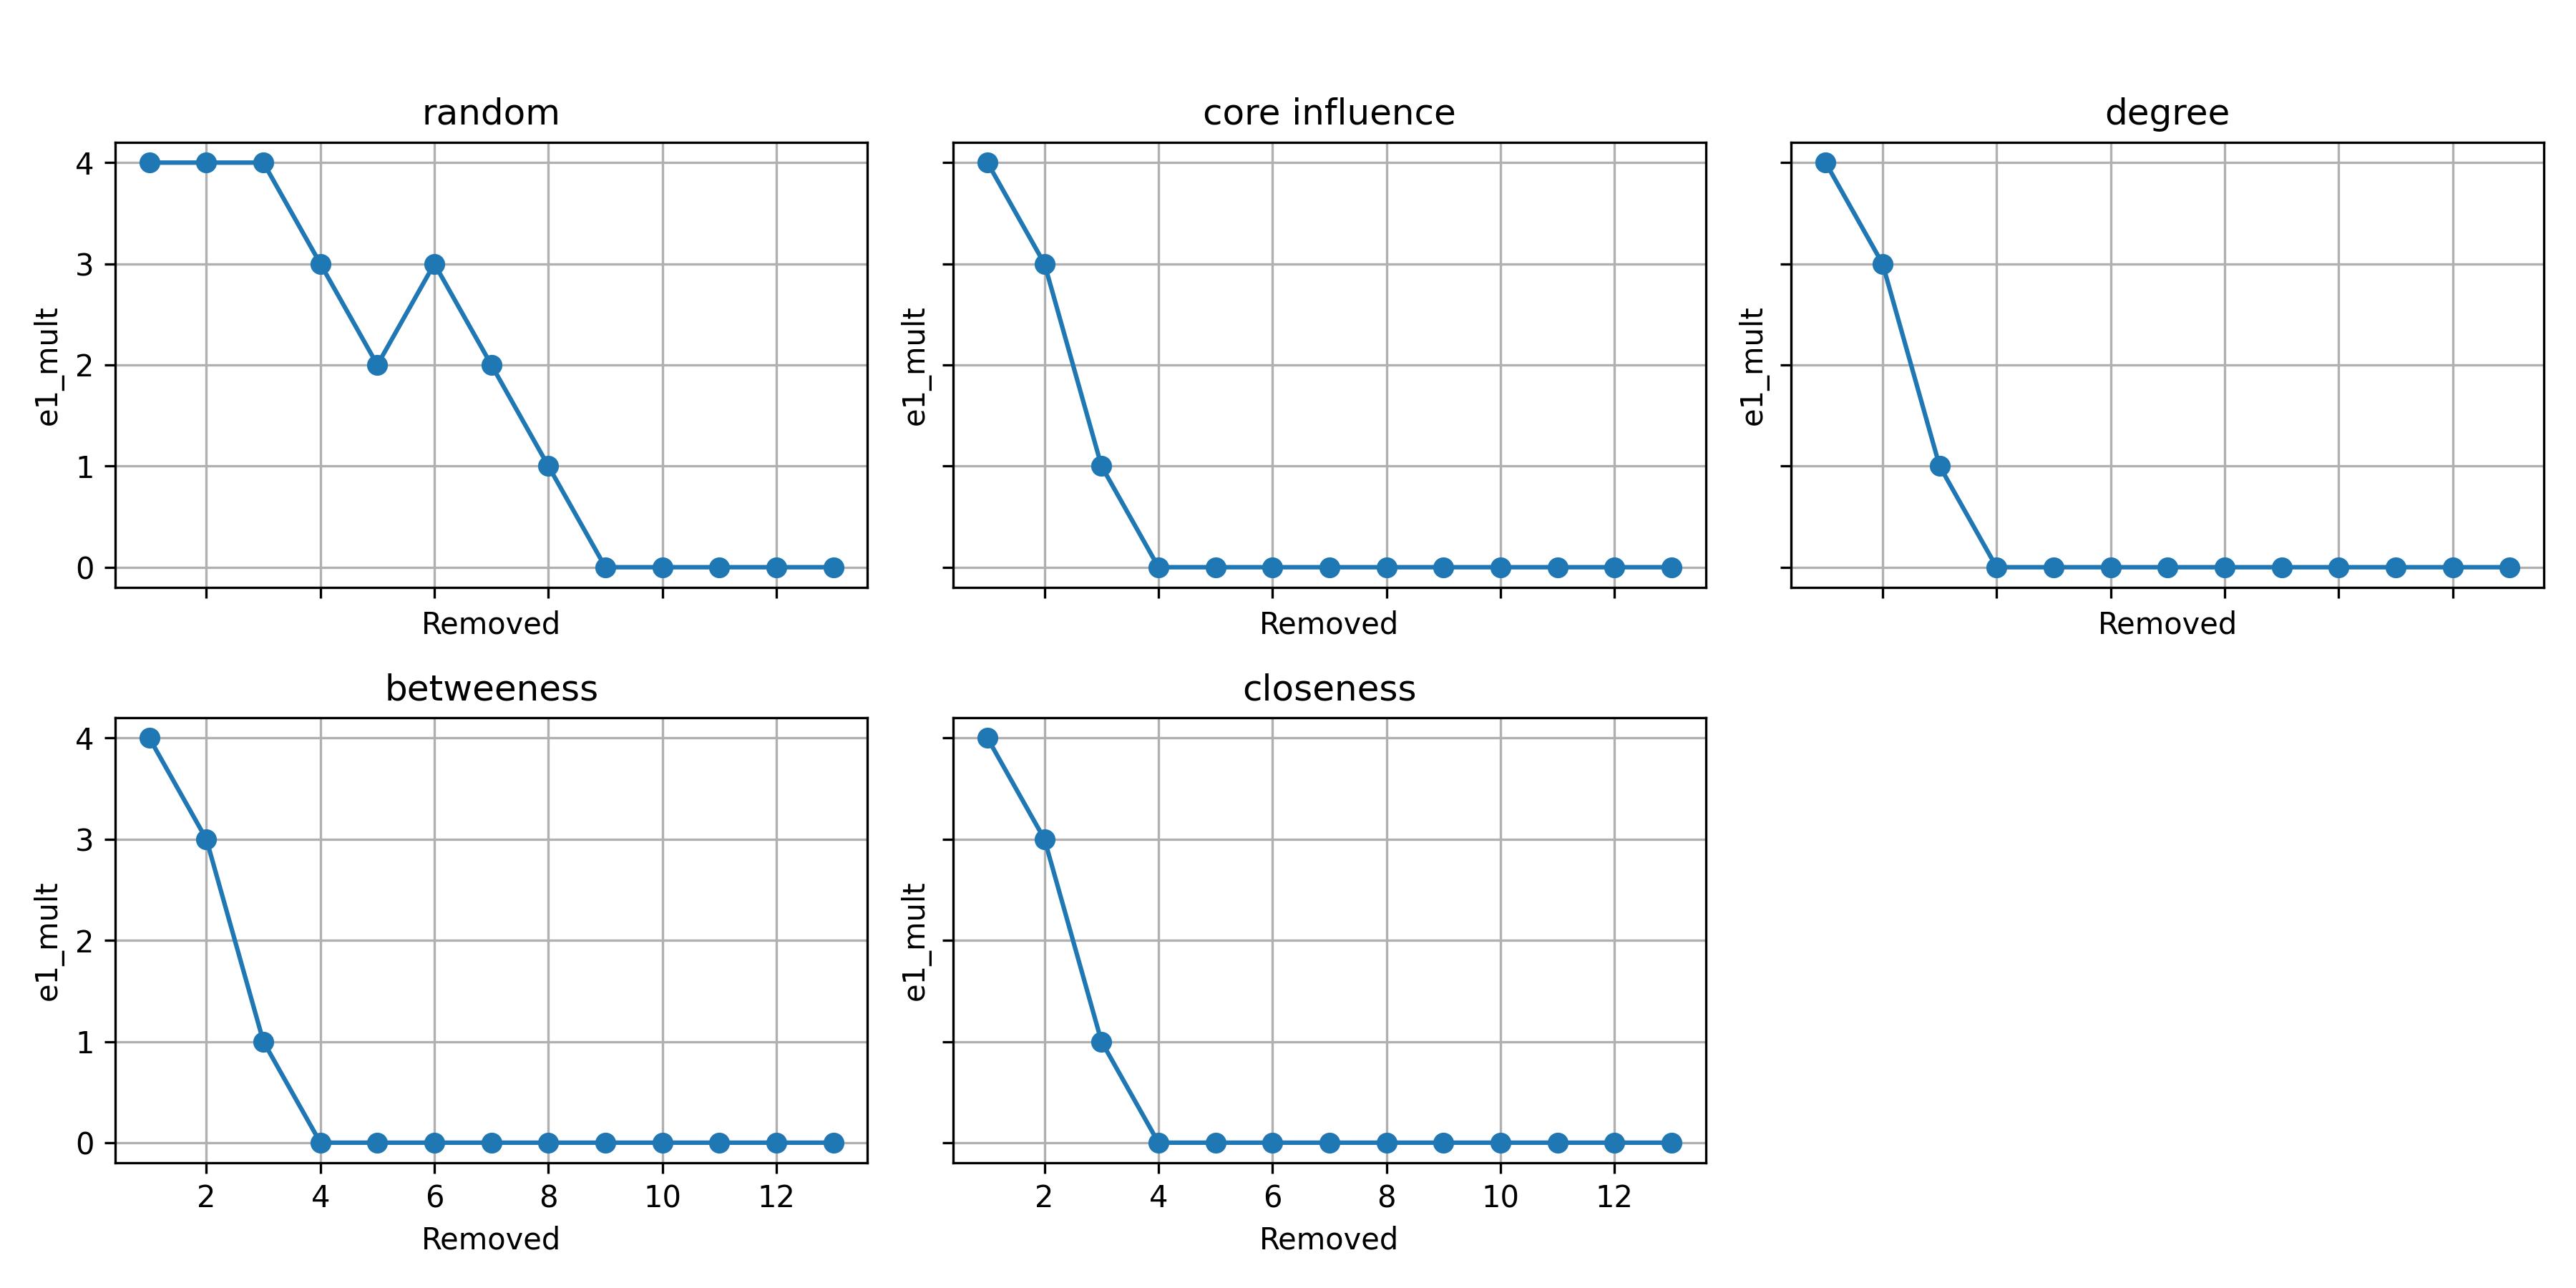 random
4
3
2
1
0
e1_mult
Removed
core influence
e1_mult
Removed
degree
e1_mult
Removed
betweeness
4
3
2
1
0
e1_mult
2 4 6 8 10 12
Removed
closeness
e1_mult
2 4 6 8 10 12
Removed